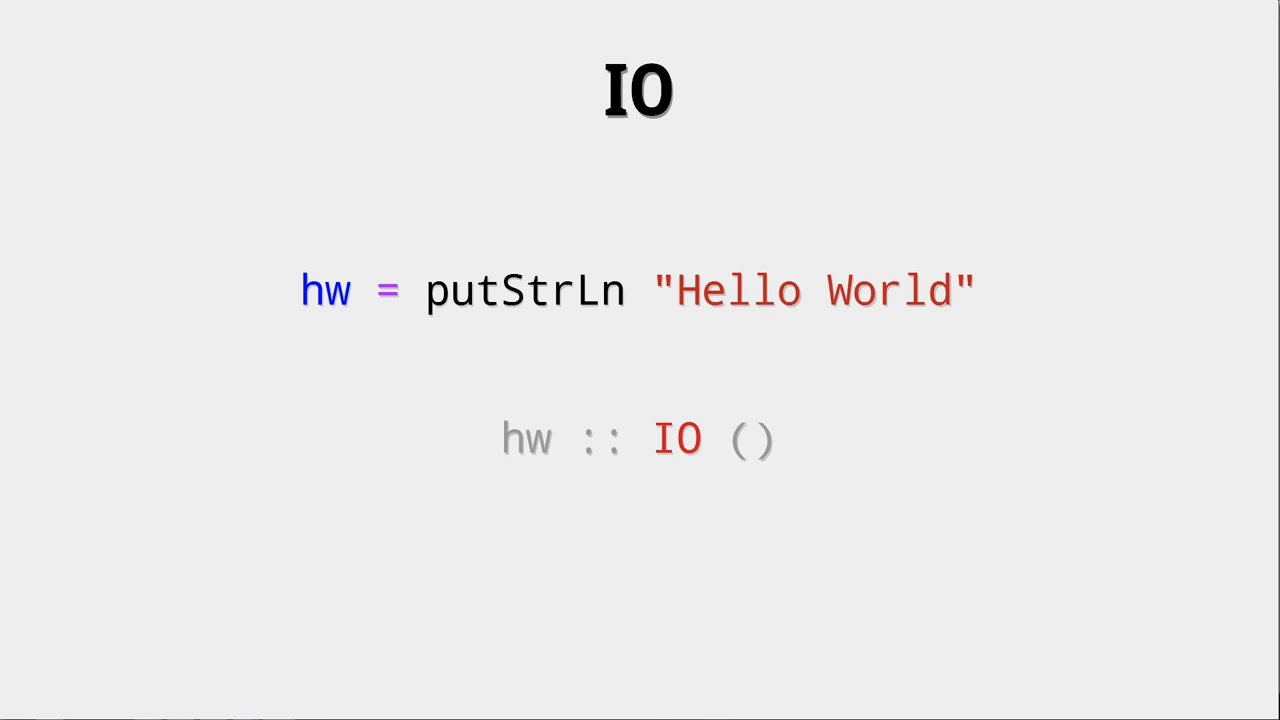 IO
hw = putStrLn "Hello World"
hw :: IO ()